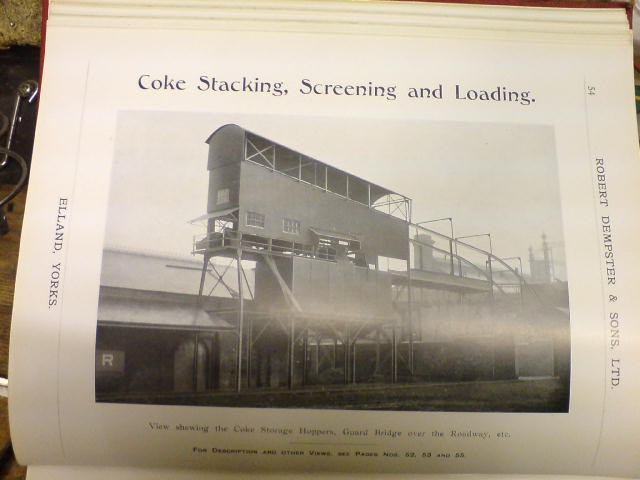 Coke Stacking, Screening and Loading.
54
ROBERT DEMPSTER & SONS, LTD.
ELLAND, YORKS.
R
View shewing the Coke Storage Hoppers, Guard Bridge over the Roadway, etc.
FOR DESCRIPTION AND OTHER VIEWS, SEE PAGES NOS. 52, 53 AND 55.